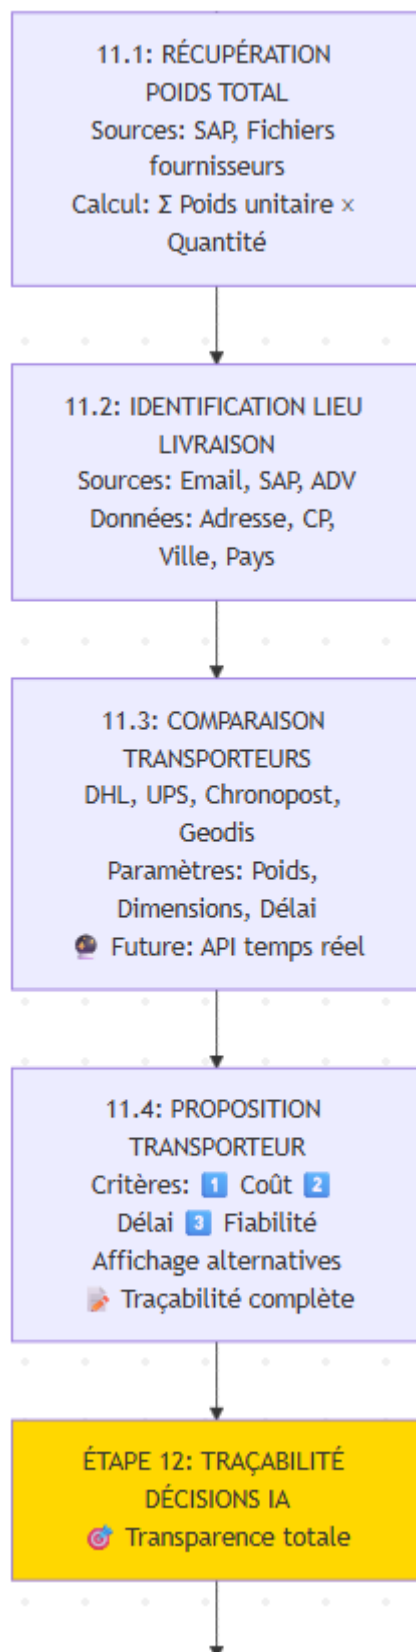 11.1: RÉCUPÉRATION
POIDS TOTAL
Sources: SAP, Fichiers
fournisseurs
Calcul: Σ Poids unitaire ×
Quantité
11.2: IDENTIFICATION LIEU
LIVRAISON
Sources: Email, SAP, ADV
Données: Adresse, CP,
Ville, Pays
11.3: COMPARAISON
TRANSPORTEURS
DHL, UPS, Chronopost,
Geodis
Paramètres: Poids,
Dimensions, Délai
🔮 Future: API temps réel
11.4: PROPOSITION
TRANSPORTEUR
Critères: 1️⃣ Coût 2️⃣
Délai 3️⃣ Fiabilité
Affichage alternatives
📝 Traçabilité complète
ÉTAPE 12: TRAÇABILITÉ
DÉCISIONS IA
🎯 Transparence totale